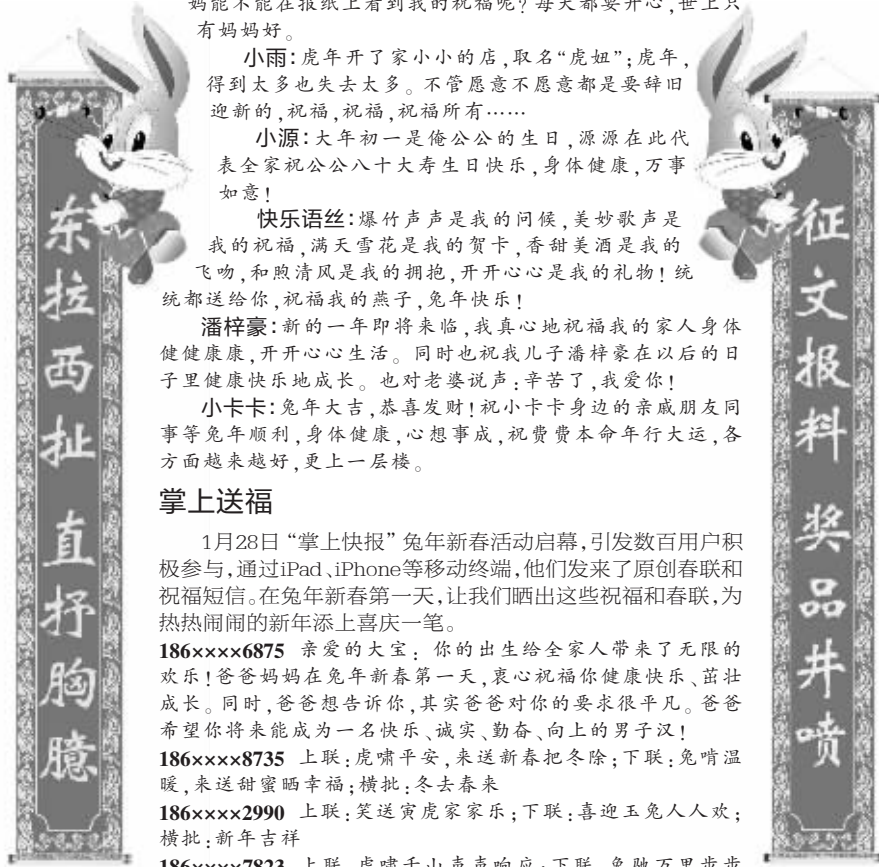 妈能不能在报纸上看到我的祝福呢？每天都要开心，世上只
有妈妈好。
小雨：虎年开了家小小的店，取名“虎妞”；虎年，
得到太多也失去太多。不管愿意不愿意都是要辞旧
迎新的，祝福，祝福，祝福所有……
小源：大年初一是俺公公的生日，源源在此代
表全家祝公公八十大寿生日快乐，身体健康，万事
如意！
快乐语丝：爆竹声声是我的问候，美妙歌声是
我的祝福，满天雪花是我的贺卡，香甜美酒是我的
飞吻，和煦清风是我的拥抱，开开心心是我的礼物！统
统都送给你，祝福我的燕子，兔年快乐！
潘梓豪：新的一年即将来临，我真心地祝福我的家人身体
健健康康，开开心心生活。同时也祝我儿子潘梓豪在以后的日
子里健康快乐地成长。也对老婆说声：辛苦了，我爱你！
小卡卡：兔年大吉，恭喜发财！祝小卡卡身边的亲戚朋友同
事等兔年顺利，身体健康，心想事成，祝费费本命年行大运，各
方面越来越好，更上一层楼。
掌上送福
1月28日“掌上快报”兔年新春活动启幕，引发数百用户积
极参与，通过iPad、iPhone等移动终端，他们发来了原创春联和
祝福短信。在兔年新春第一天，让我们晒出这些祝福和春联，为
热热闹闹的新年添上喜庆一笔。
186××××6875 亲爱的大宝：你的出生给全家人带来了无限的
欢乐！爸爸妈妈在兔年新春第一天，衷心祝福你健康快乐、茁壮
成长。同时，爸爸想告诉你，其实爸爸对你的要求很平凡。爸爸
希望你将来能成为一名快乐、诚实、勤奋、向上的男子汉！
186××××8735 上联：虎啸平安，来送新春把冬除；下联：兔啃温
暖，来送甜蜜晒幸福；横批：冬去春来
186××××2990 上联：笑送寅虎家家乐；下联：喜迎玉兔人人欢；
横批：新年吉祥
186××××7823 上联：虎啸千山声声响应；下联：兔驰万里步步
东拉西扯 直抒胸臆
征文报料 奖品井喷